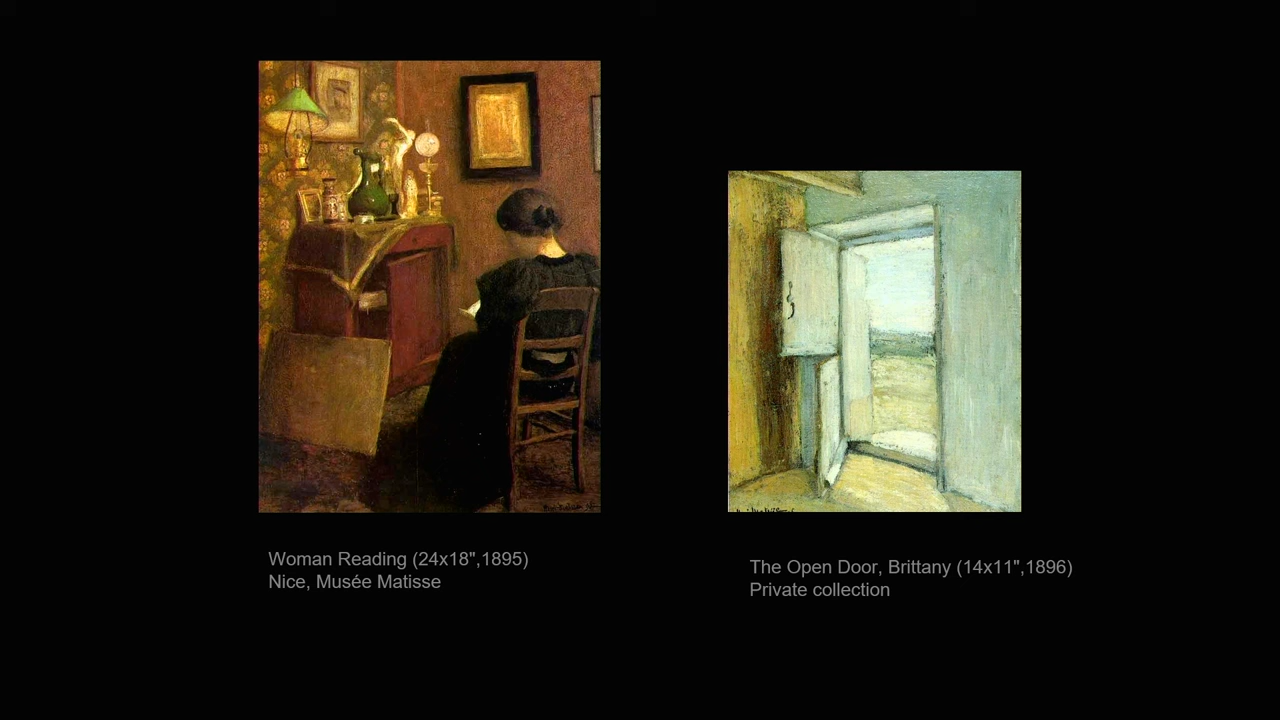 Woman Reading (24x18",1895)
Nice, Musée Matisse
The Open Door, Brittany (14x11",1896)
Private collection